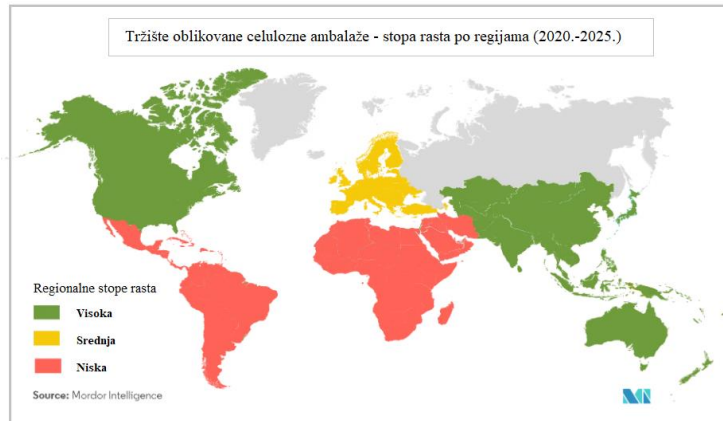 Tržište oblikovane celulozne ambalaže - stopa rasta po regijama (2020.-2025.)
Regionalne stope rasta
Visoka
Srednja
Niska
Source: Mordor Intelligence